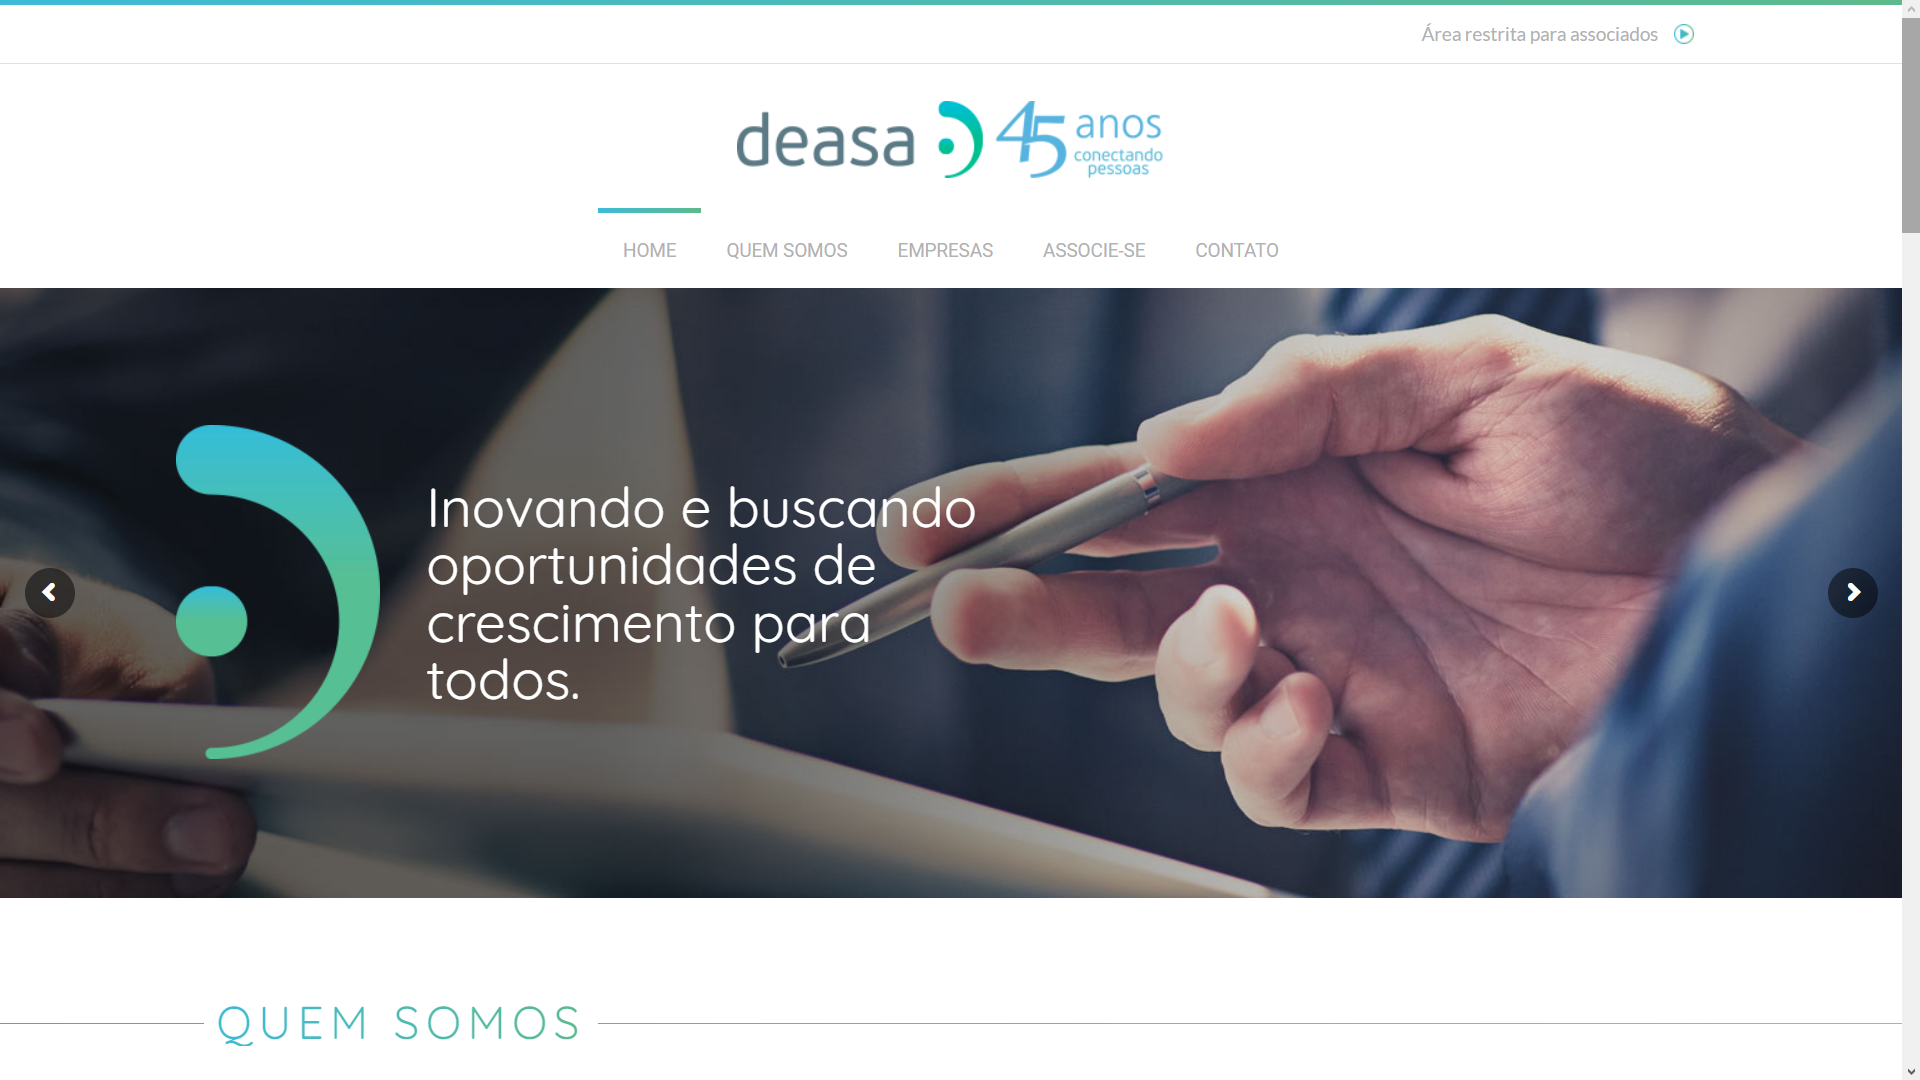 Área restrita para associados
deasa 45 anos
conectando
pessoas
HOME QUEM SOMOS EMPRESAS ASSOCIE-SE CONTATO
Inovando e buscando
oportunidades de
crescimento para
todos.
QUEM SOMOS